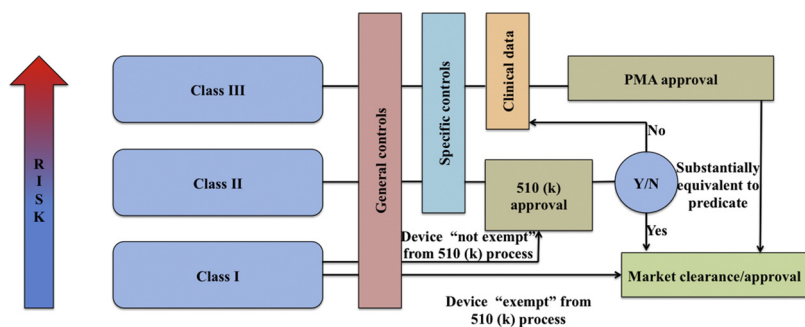 RISK
Class III
Class II
Class I
General controls
Specific controls
Clinical data
PMA approval
510 (k)
approval
Y/N
No
Yes
Substantially
equivalent to
predicate
Device “not exempt”
from 510 (k) process
Market clearance/approval
Device “exempt” from
510 (k) process